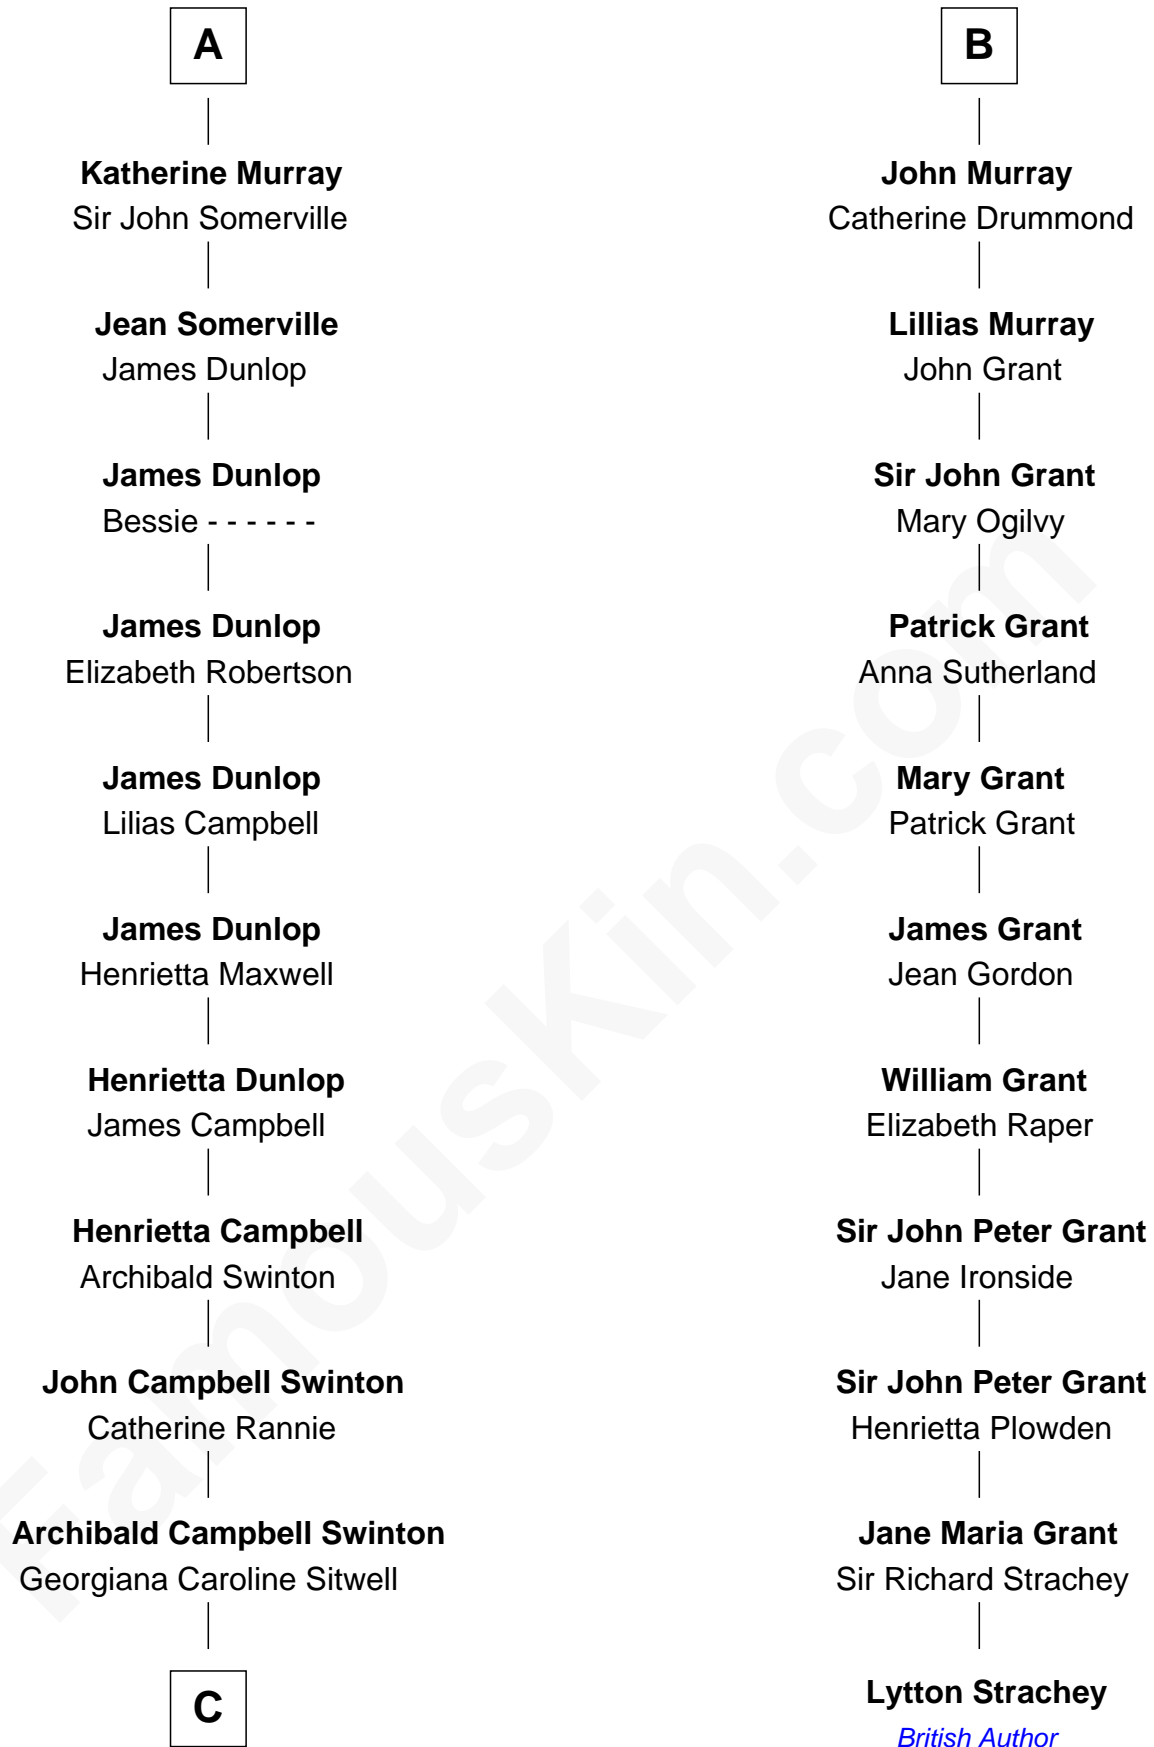 A
Katherine Murray
Sir John Somerville
Jean Somerville
James Dunlop
James Dunlop
Bessie - - - - - -
James Dunlop
Elizabeth Robertson
James Dunlop
Lilias Campbell
James Dunlop
Henrietta Maxwell
Henrietta Dunlop
James Campbell
Henrietta Campbell
Archibald Swinton
John Campbell Swinton
Catherine Rannie
Archibald Campbell Swinton
Georgiana Caroline Sitwell
C
B
John Murray
Catherine Drummond
Lillias Murray
John Grant
Sir John Grant
Mary Ogilvy
Patrick Grant
Anna Sutherland
Mary Grant
Patrick Grant
James Grant
Jean Gordon
William Grant
Elizabeth Raper
Sir John Peter Grant
Jane Ironside
Sir John Peter Grant
Henrietta Plowden
Jane Maria Grant
Sir Richard Strachey
Lytton Strachey
British Author
FamousKin.com